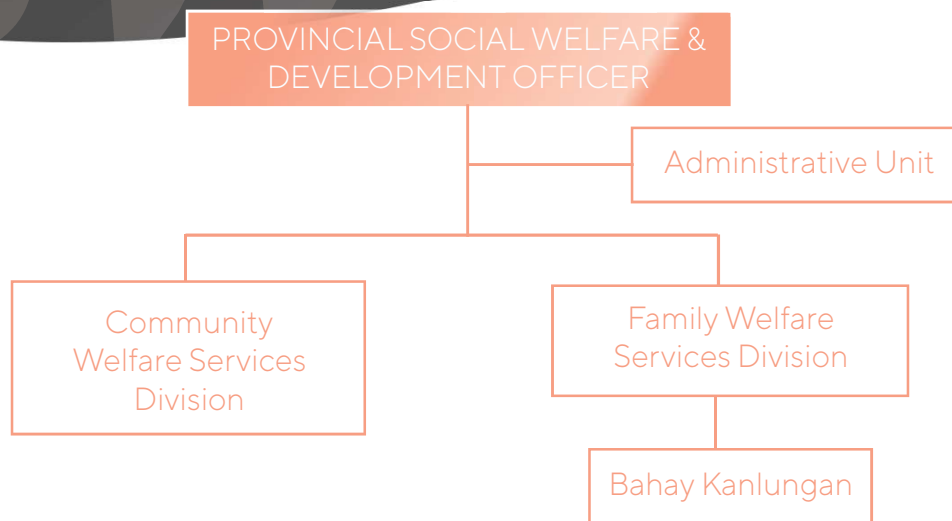 PROVINCIAL SOCIAL WELFARE &
DEVELOPMENT OFFICER
Administrative Unit
Community
Welfare Services
Division
Family Welfare
Services Division
Bahay Kanlungan